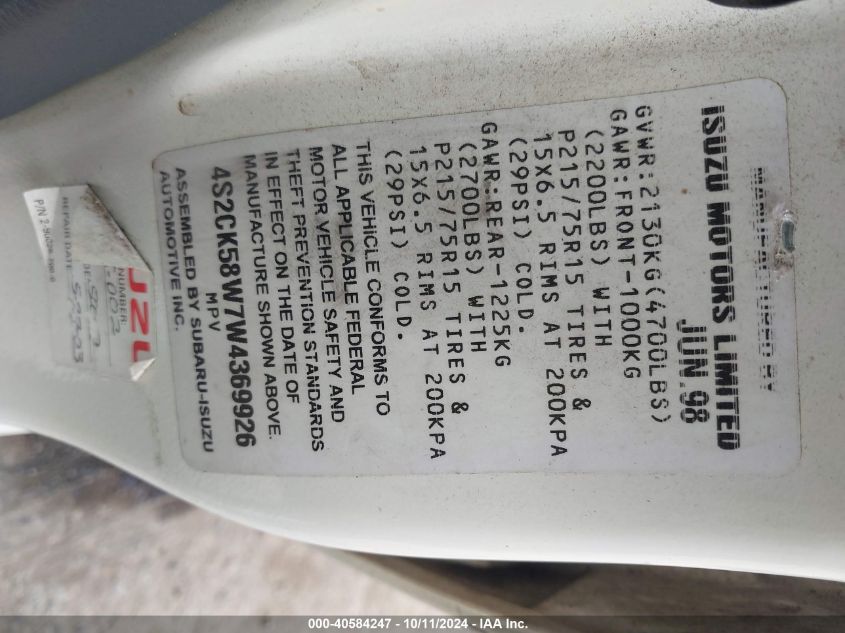 MANUFACTURED BY
ISUZU MOTORS LIMITED
JUN.98
GVWR:2130KG(4700LBS)
GAWR:FRONT-1000KG
(2200LBS) WITH
P215/75R15 TIRES &
15X6.5 RIMS AT 200KPA
(29PSI) COLD.
GAWR:REAR-1225KG
(2700LBS) WITH
P215/75R15 TIRES &
15X6.5 RIMS AT 200KPA
(29PSI) COLD.
THIS VEHICLE CONFORMS TO
ALL APPLICABLE FEDERAL
MOTOR VEHICLE SAFETY AND
THEFT PREVENTION STANDARDS
IN EFFECT ON THE DATE OF
MANUFACTURE SHOWN ABOVE.
4S2CK58W7W4369926
MPV
ASSEMBLED BY SUBARU-ISUZU
AUTOMOTIVE INC.
NUMBER:
REPAIR DATE:
000-40584247 - 10/11/2024 - IAA Inc.